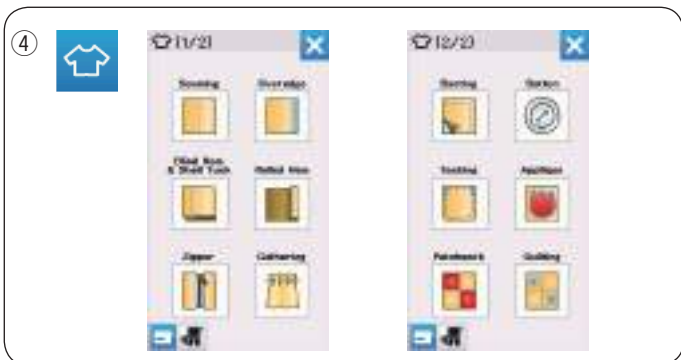 ④
[1/2]
Seaming Overedge
Blind Hem
& Shell Tuck Rolled Hem
Zipper Gathering
[2/2]
Basting Button
Tacking Applique
Patchwork Quilting